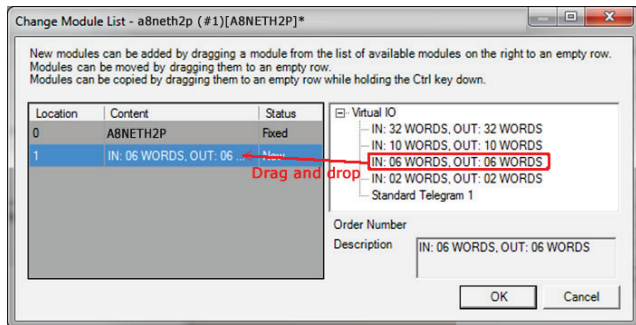 Change Module List - a8neth2p (#1)[A8NETH2P]*
New modules can be added by dragging a module from the list of available modules on the right to an empty row.
Modules can be moved by dragging them to an empty row.
Modules can be copied by dragging them to an empty row while holding the Ctrl key down.
Location Content Status
0 A8NETH2P Fixed
1 IN: 06 WORDS, OUT: 06 ... New
Drag and drop
Virtual IO
IN: 32 WORDS, OUT: 32 WORDS
IN: 10 WORDS, OUT: 10 WORDS
IN: 06 WORDS, OUT: 06 WORDS
IN: 02 WORDS, OUT: 02 WORDS
Standard Telegram 1
Order Number
Description IN: 06 WORDS, OUT: 06 WORDS
OK Cancel